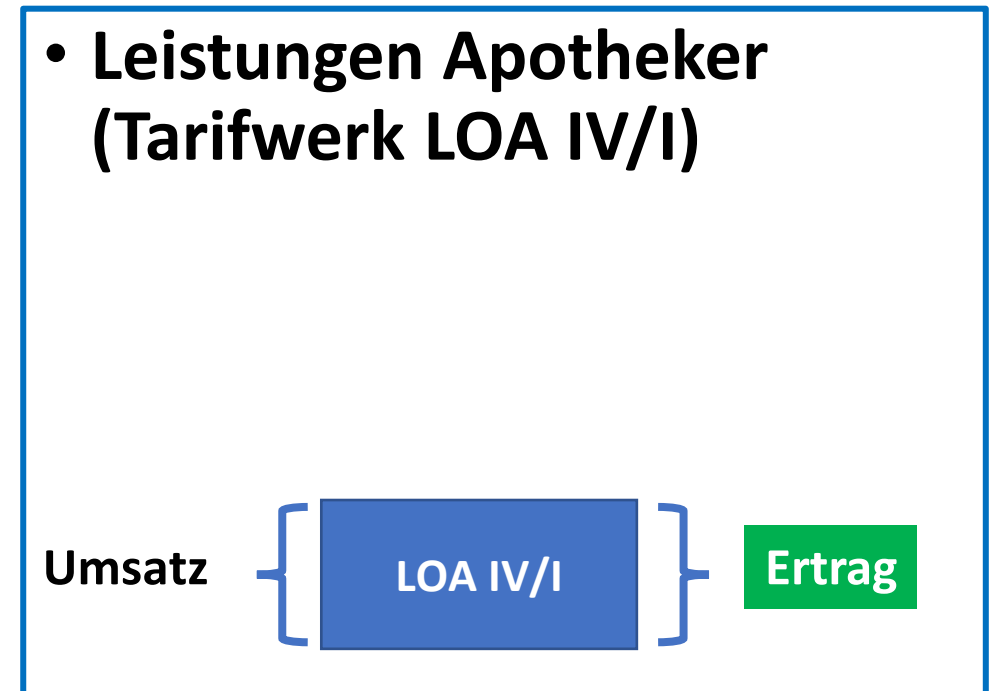 • Leistungen Apotheker
(Tarifwerk LOA IV/I)
Umsatz
LOA IV/I
Ertrag